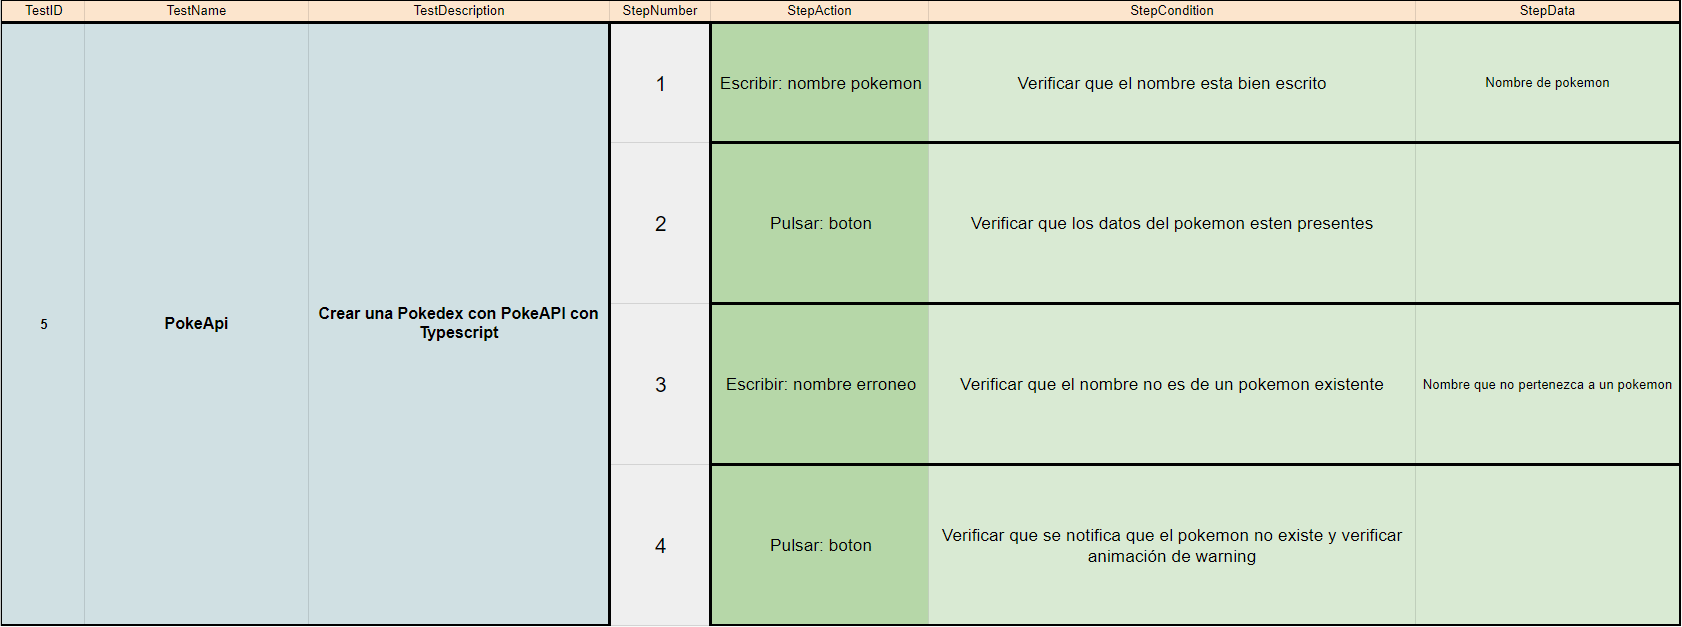 TestID TestName TestDescription StepNumber StepAction StepCondition StepData
1 Escribir: nombre pokemon Verificar que el nombre esta bien escrito Nombre de pokemon
2 Pulsar: boton Verificar que los datos del pokemon esten presentes
5 PokeApi Crear una Pokedex con PokeAPI con
Typescript
3 Escribir: nombre erroneo Verificar que el nombre no es de un pokemon existente Nombre que no pertenezca a un pokemon
4 Pulsar: boton Verificar que se notifica que el pokemon no existe y verificar
animación de warning